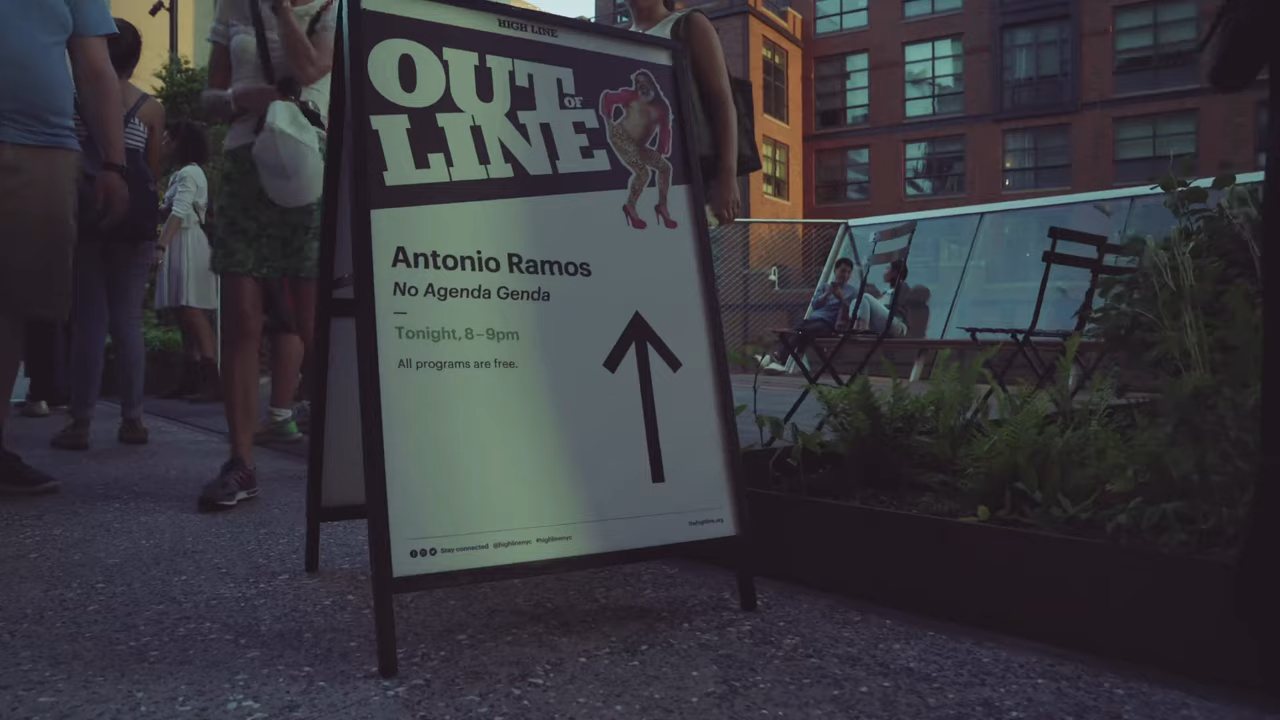 HIGH LINE
OUT OF
LINE
Antonio Ramos
No Agenda Genda
Tonight, 8–9pm
All programs are free.
thehighline.org
Stay connected @highlinenyc #highlinenyc